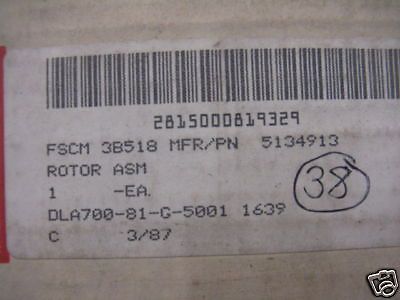 2815000819329
FSCM 3B518 MFR/PN 5134913
ROTOR ASM
1 -EA.
38
DLA700-81-G-5001 1639
C 3/87